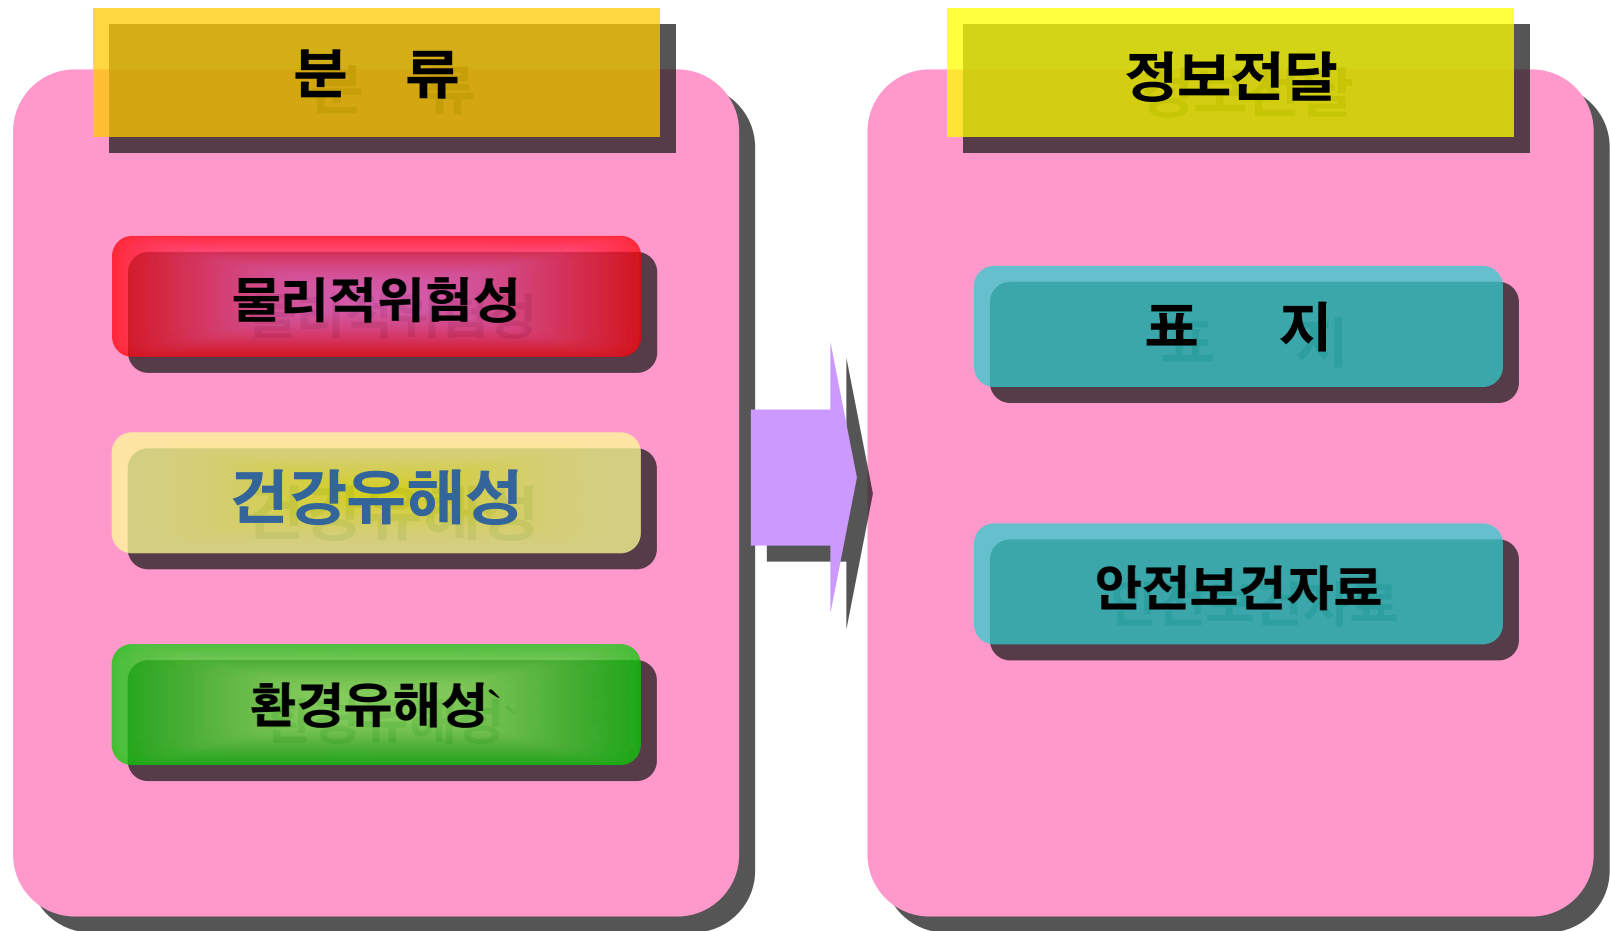 분 류
물리적위험성
건강유해성
환경유해성`
정보전달
표 지
안전보건자료